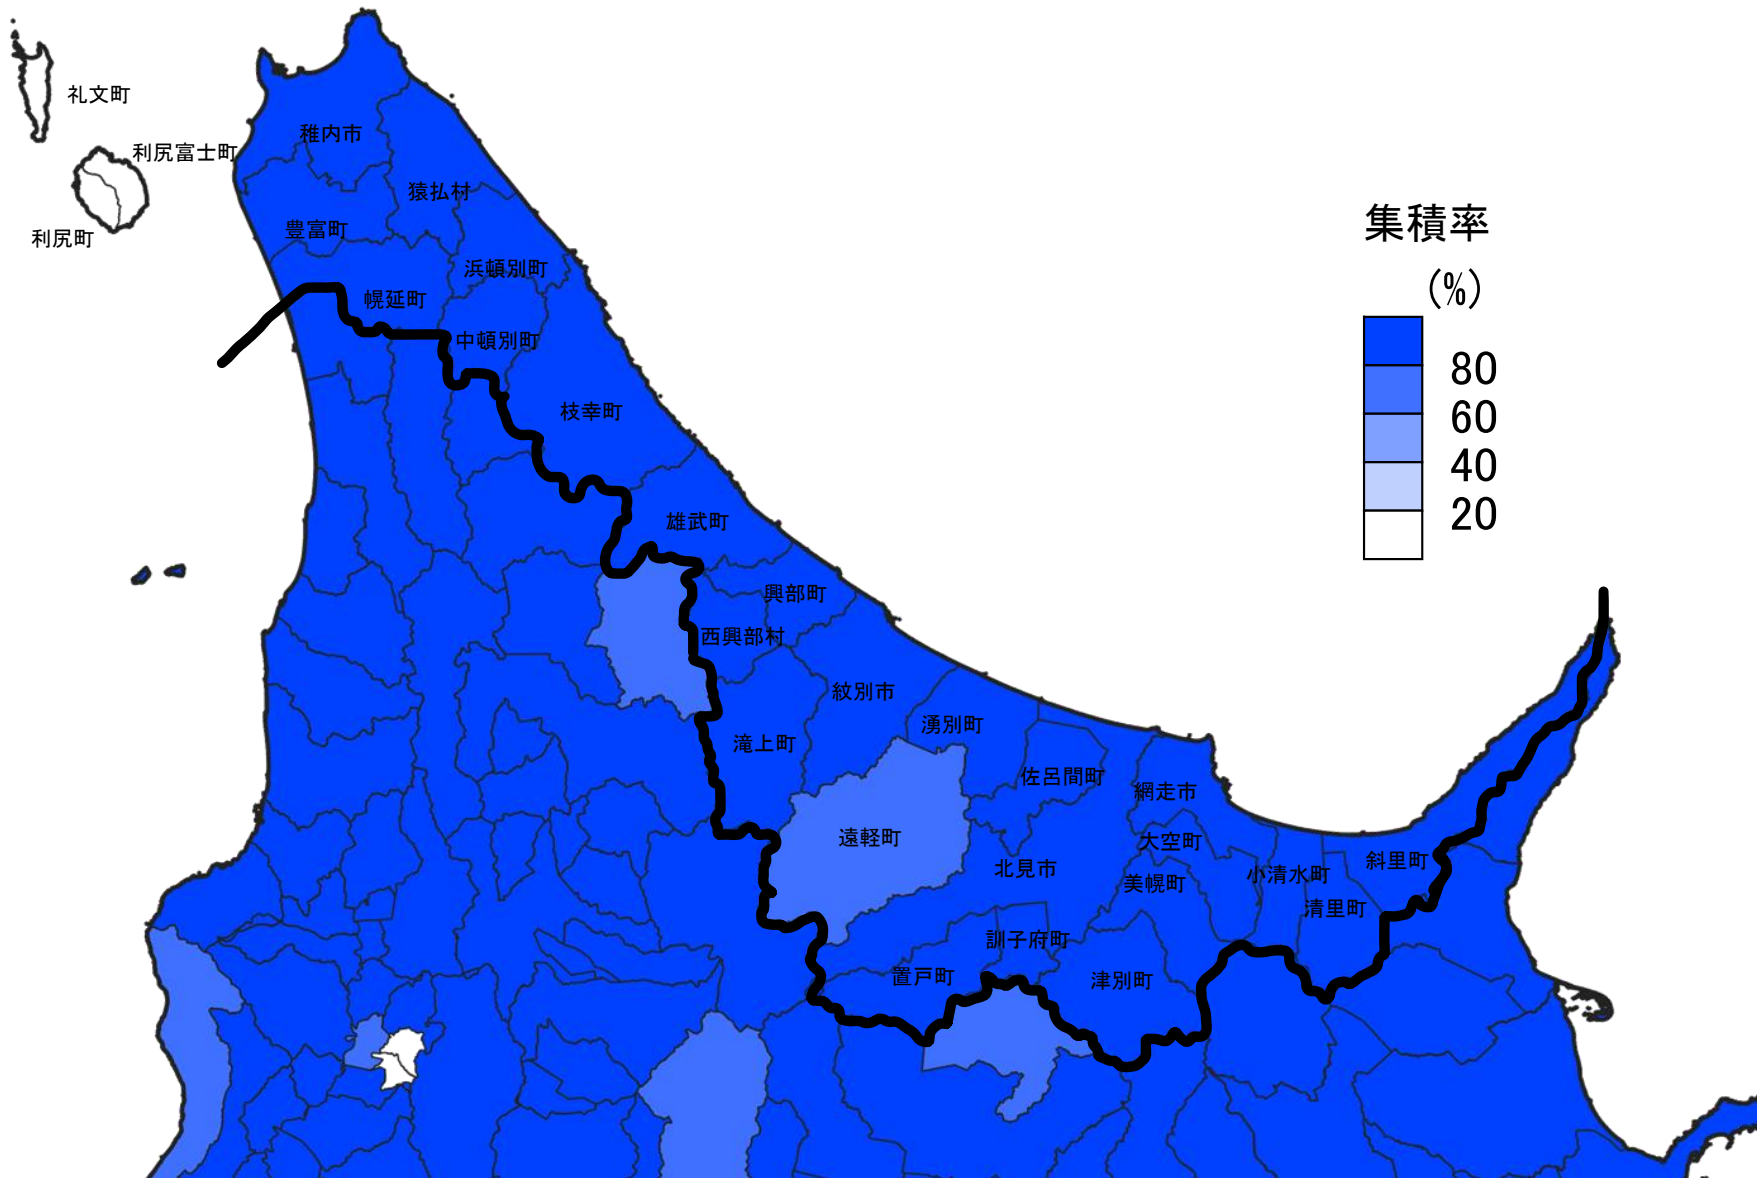 礼文町
利尻富士町
利尻町
稚内市
猿払材
豊富町
浜頓別町
幌延町
中頓別町
枝幸町
雄武町
興部町
西興部村
紋別市
滝上町
湧別町
佐呂間町
網走市
遠軽町
大空町
北見市
美幌町
小清水町
斜里町
清里町
訓子府町
置戸町
津別町
集積率
(%)
80
60
40
20